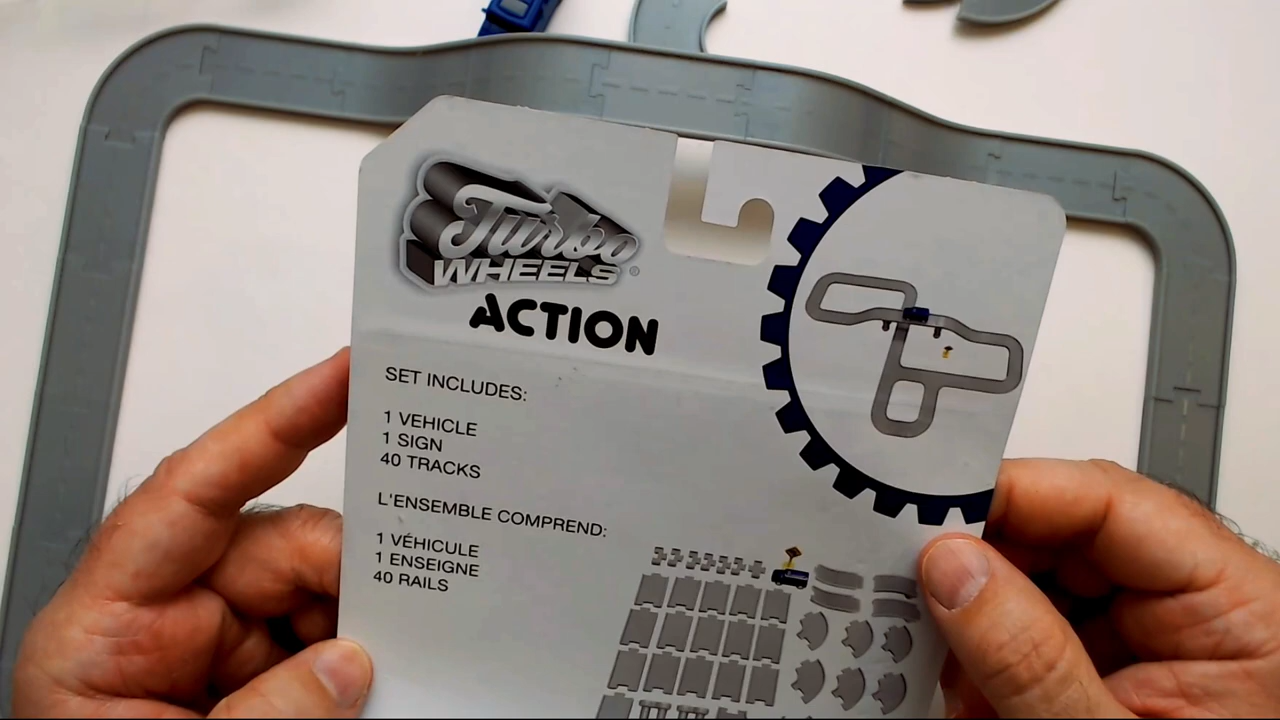 Turbo
WHEELS®
ACTION
SET INCLUDES:
1 VEHICLE
1 SIGN
40 TRACKS
L'ENSEMBLE COMPREND:
1 VÉHICULE
1 ENSEIGNE
40 RAILS